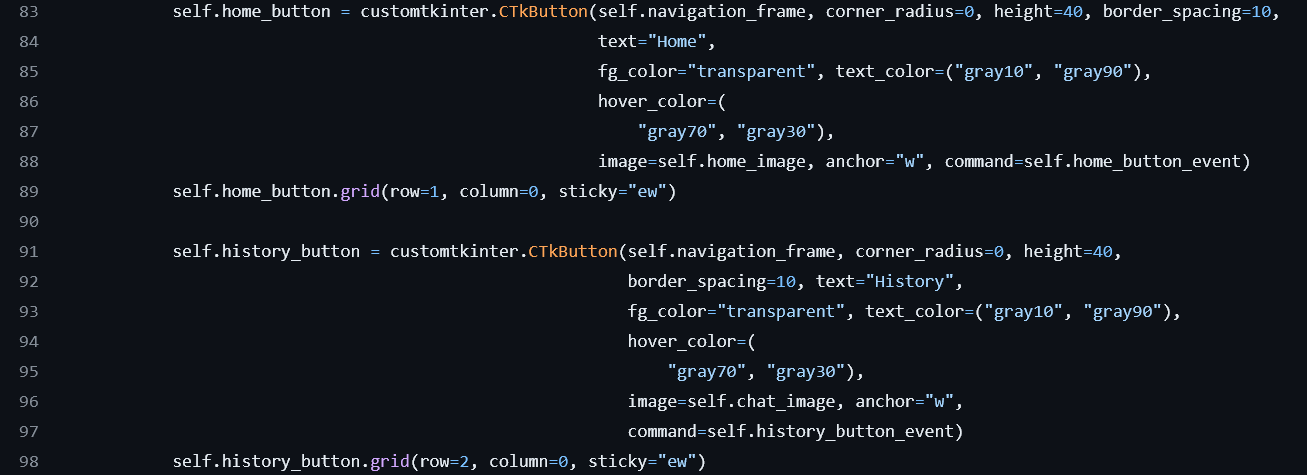 83 self.home_button = customtkinter.CTkButton(self.navigation_frame, corner_radius=0, height=40, border_spacing=10,
84 text="Home",
85 fg_color="transparent", text_color=("gray10", "gray90"),
86 hover_color=(
87 "gray70", "gray30"),
88 image=self.home_image, anchor="w", command=self.home_button_event)
89 self.home_button.grid(row=1, column=0, sticky="ew")
90
91 self.history_button = customtkinter.CTkButton(self.navigation_frame, corner_radius=0, height=40,
92 border_spacing=10, text="History",
93 fg_color="transparent", text_color=("gray10", "gray90"),
94 hover_color=(
95 "gray70", "gray30"),
96 image=self.chat_image, anchor="w",
97 command=self.history_button_event)
98 self.history_button.grid(row=2, column=0, sticky="ew")